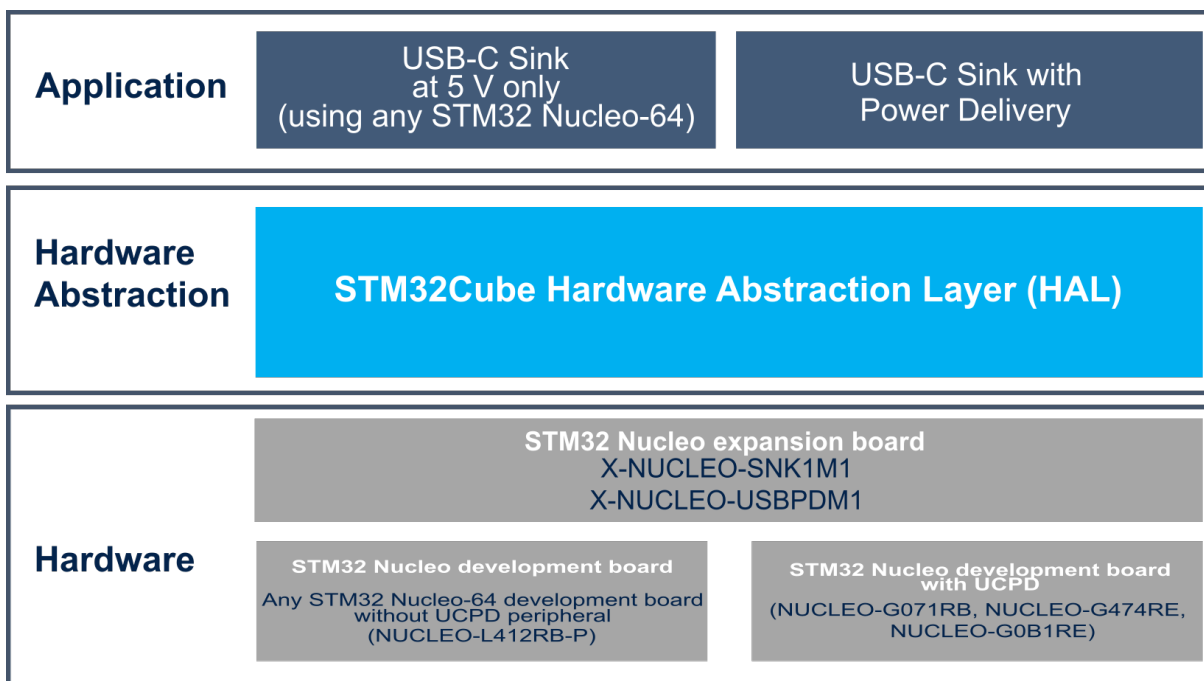 Application
USB-C Sink
at 5 V only
(using any STM32 Nucleo-64)
USB-C Sink with
Power Delivery
Hardware
Abstraction
STM32Cube Hardware Abstraction Layer (HAL)
Hardware
STM32 Nucleo expansion board
X-NUCLEO-SNK1M1
X-NUCLEO-USBPDM1
STM32 Nucleo development board
Any STM32 Nucleo-64 development board
without UCPD peripheral
(NUCLEO-L412RB-P)
STM32 Nucleo development board
with UCPD
(NUCLEO-G071RB, NUCLEO-G474RE,
NUCLEO-G0B1RE)